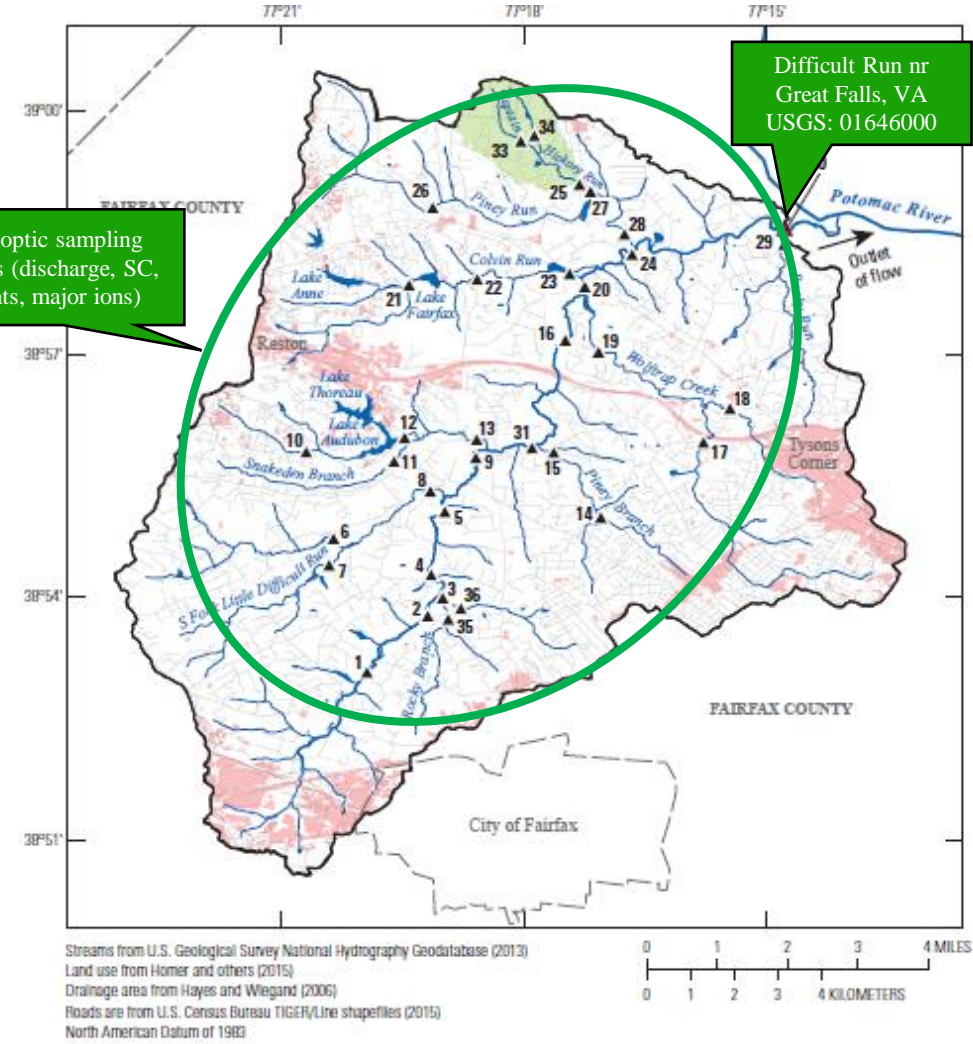 77°21' 77°18' 77°15'
39°00'
38°57'
38°54'
38°51'
Difficult Run nr
Great Falls, VA
USGS: 01646000
optic sampling
s (discharge, SC,
nts, major ions)
FAIRFAX COUNTY
34
33
Hickory Run
25
27
26
Piney Run
28
24
Potomac River
29
Outlet
of flow
Colvin Run
23
22
20
Lake
Anne
21
Lake
Fairfax
16
19
Reston
Wolftrap Creek
18
Lake
Thoreau
12
13
31
10
Lake
Audubon
11
9
15
17
Tysons
Corner
Snakeden Branch
8
5
14
Piney Branch
6
7
S Fork Little Difficult Run
4
3
36
2
35
1
Rocky Branch
FAIRFAX COUNTY
City of Fairfax
Streams from U.S. Geological Survey National Hydrography Geodatabase (2013)
Land use from Homer and others (2015)
Drainage area from Hayes and Wiegand (2006)
Roads are from U.S. Census Bureau TIGER/Line shapefiles (2015)
North American Datum of 1983
0 1 2 3 4 MILES
0 1 2 3 4 KILOMETERS